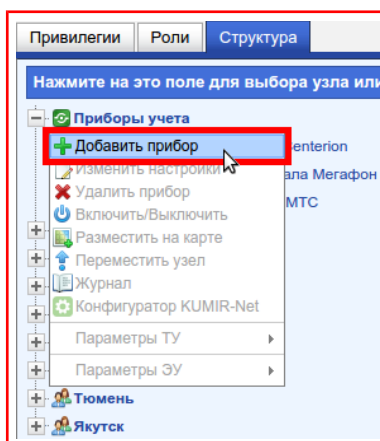 Привилегии Роли Структура
Нажмите на это поле для выбора узла или
Приборы учета
Добавить прибор
Изменить настройки
Удалить прибор
МТС
Включить/Выключить
Разместить на карте
Переместить узел
Журнал
Конфигуратор KUMIR-Net
Параметры ТУ
Параметры ЭУ
Тюмень
Якутск